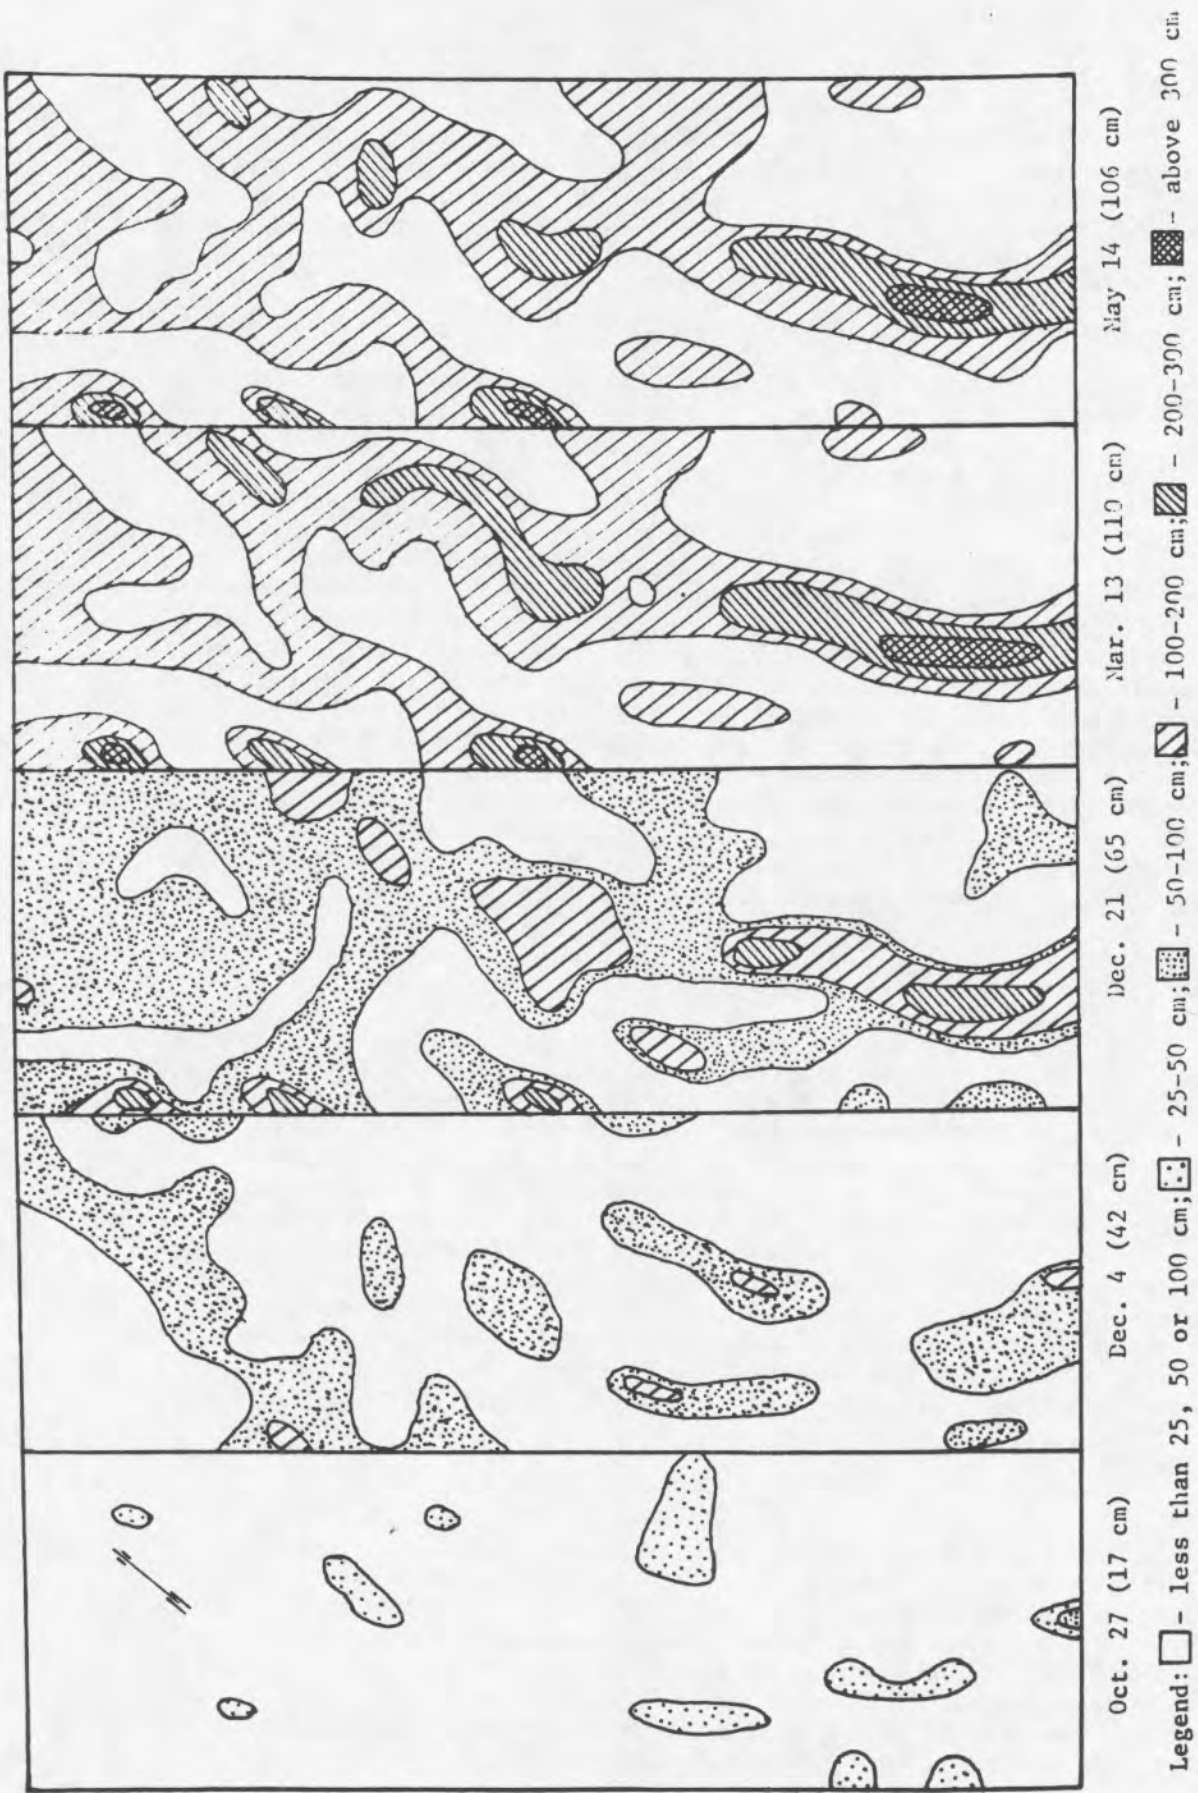 Oct. 27 (17 cm) Dec. 4 (42 cm) Dec. 21 (65 cm) Mar. 13 (110 cm) May 14 (106 cm)
Legend: - less than 25, 50 or 100 cm; - 25-50 cm; - 50-100 cm; - 100-200 cm; - 200-300 cm; - above 300 cm